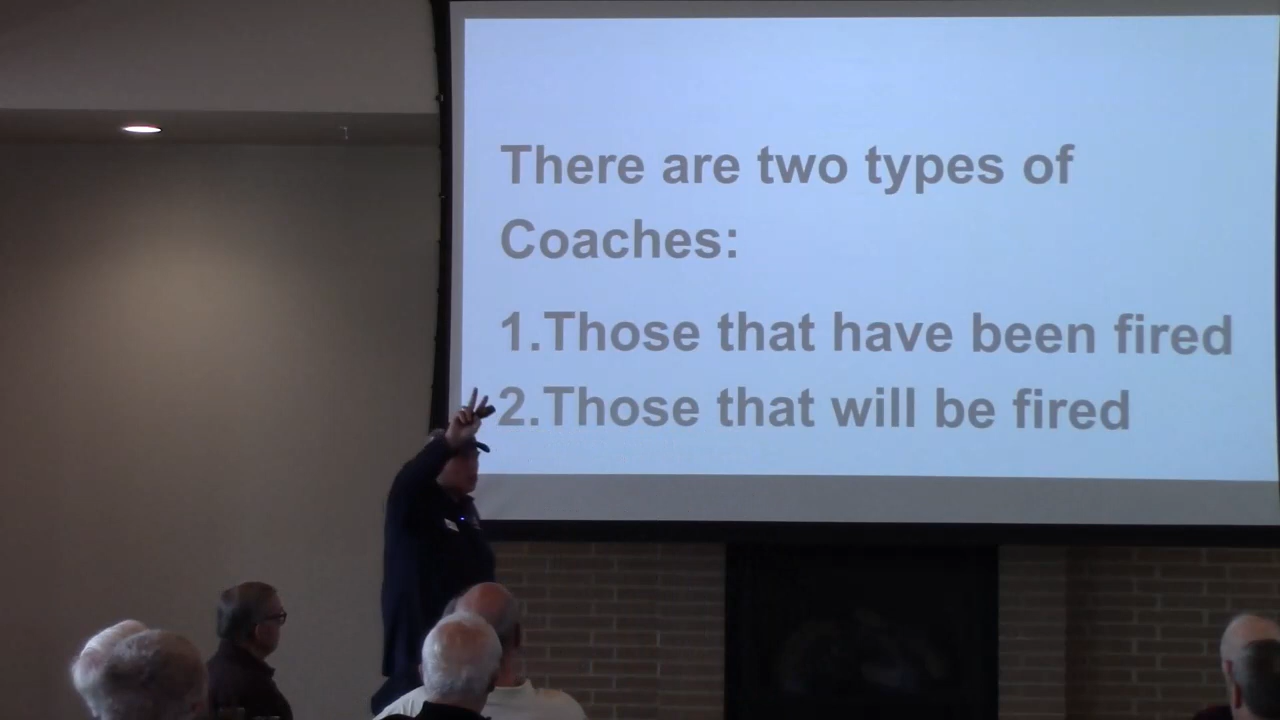 There are two types of
Coaches:
1.Those that have been fired
2.Those that will be fired